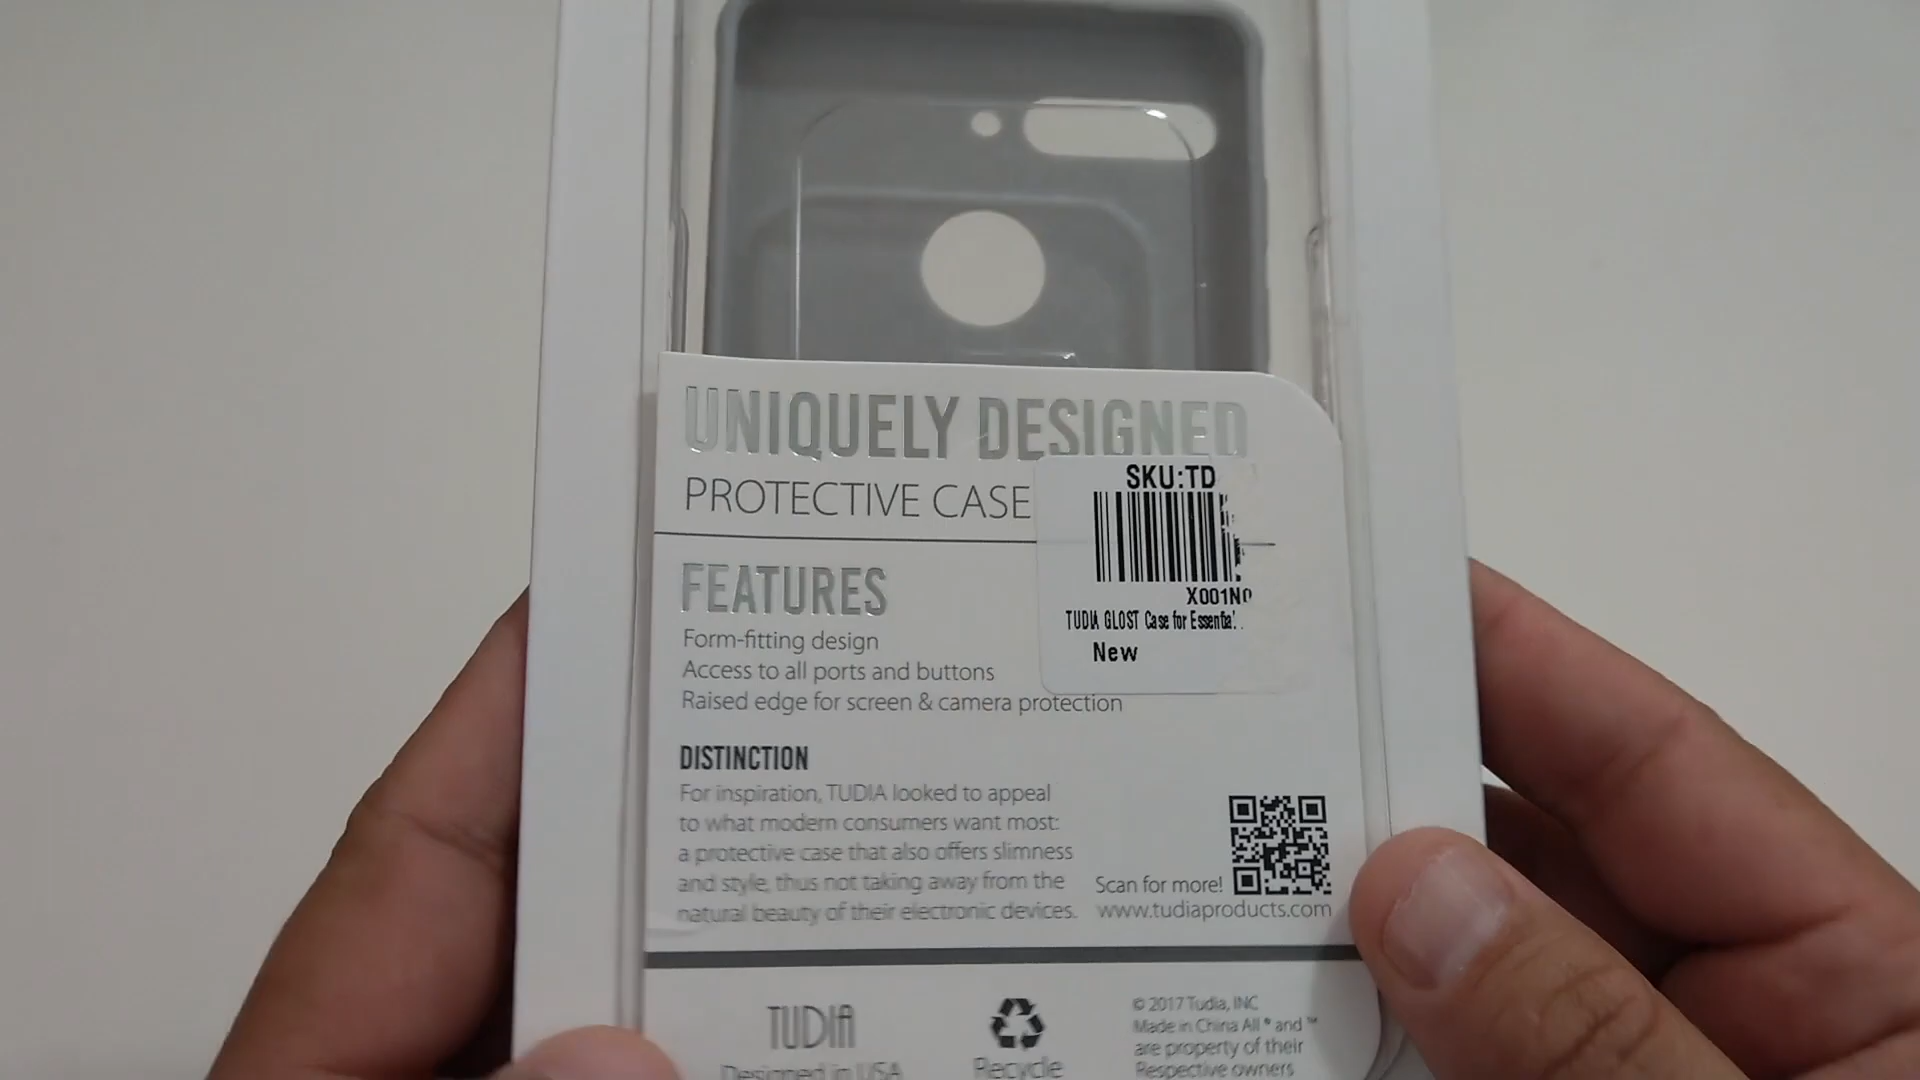 UNIQUELY DESIGNED
PROTECTIVE CASE
SKU:TD
X001N0
TUDIA GLOST Case for Essential
New
FEATURES
Form-fitting design
Access to all ports and buttons
Raised edge for screen & camera protection
DISTINCTION
For inspiration, TUDIA looked to appeal
to what modern consumers want most:
a protective case that also offers slimness
and style, thus not taking away from the
natural beauty of their electronic devices.
Scan for more!
www.tudiaproducts.com
TUDIA
Designed in USA
Recycle
© 2017 Tudia, INC
Made in China All ® and ™
are property of their
Respective owners